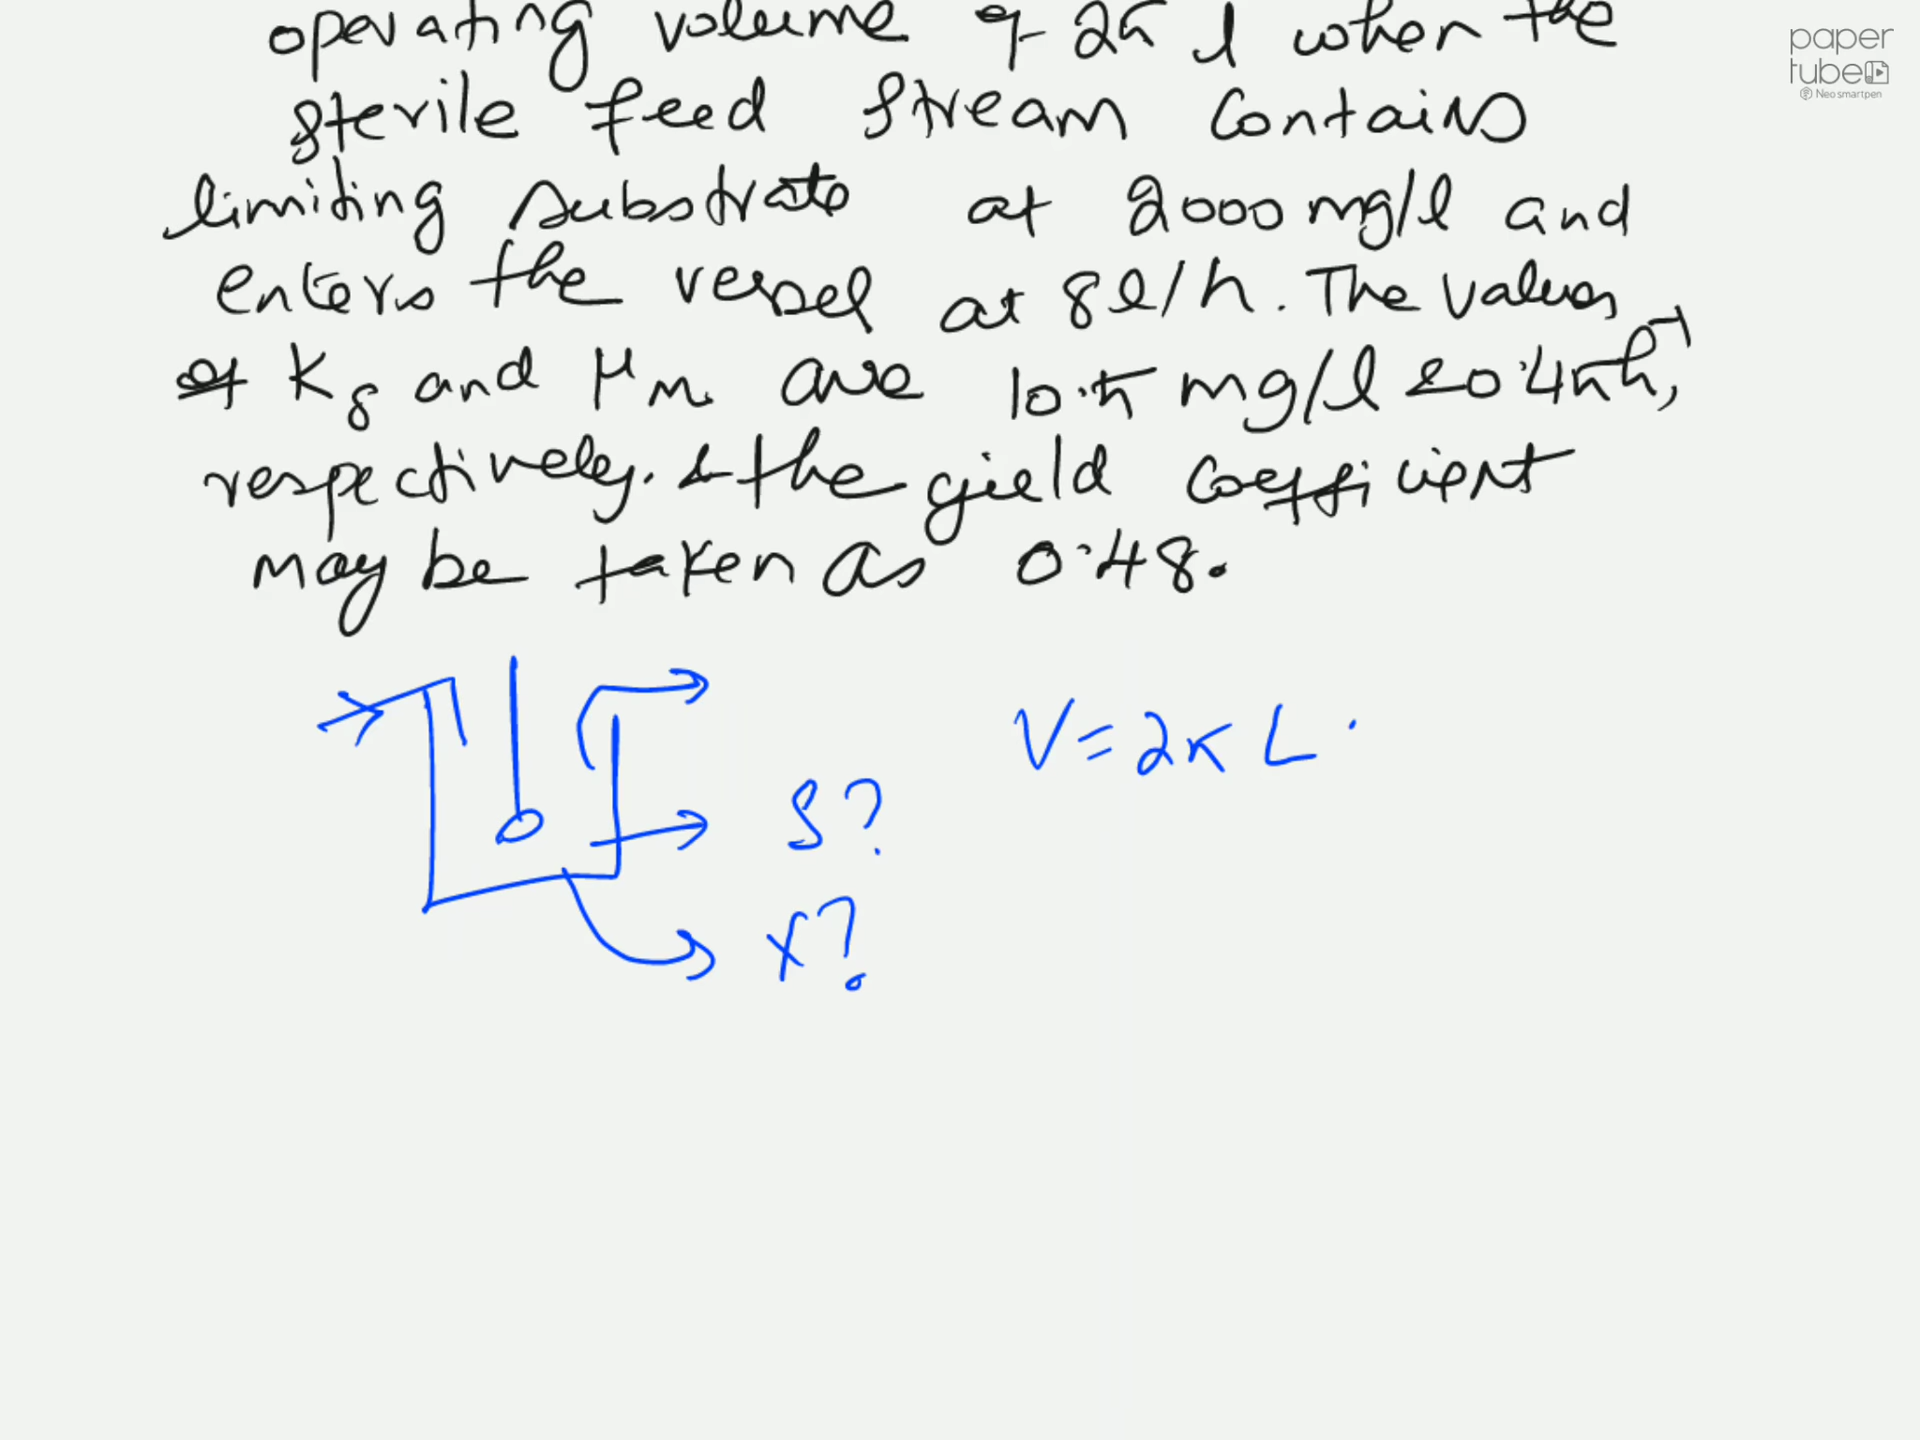 operating volume of 25 l when the
sterile feed stream contains
limiting substrate at 2000 mg/l and
enters the vessel at 8 l/h. The values
of Ks and μm are 10.5 mg/l & 0.45 h⁻¹,
respectively. & the yield coefficient
may be taken as 0.48.
V = 25 L.
S?
X?
paper
tube
Neo smartpen